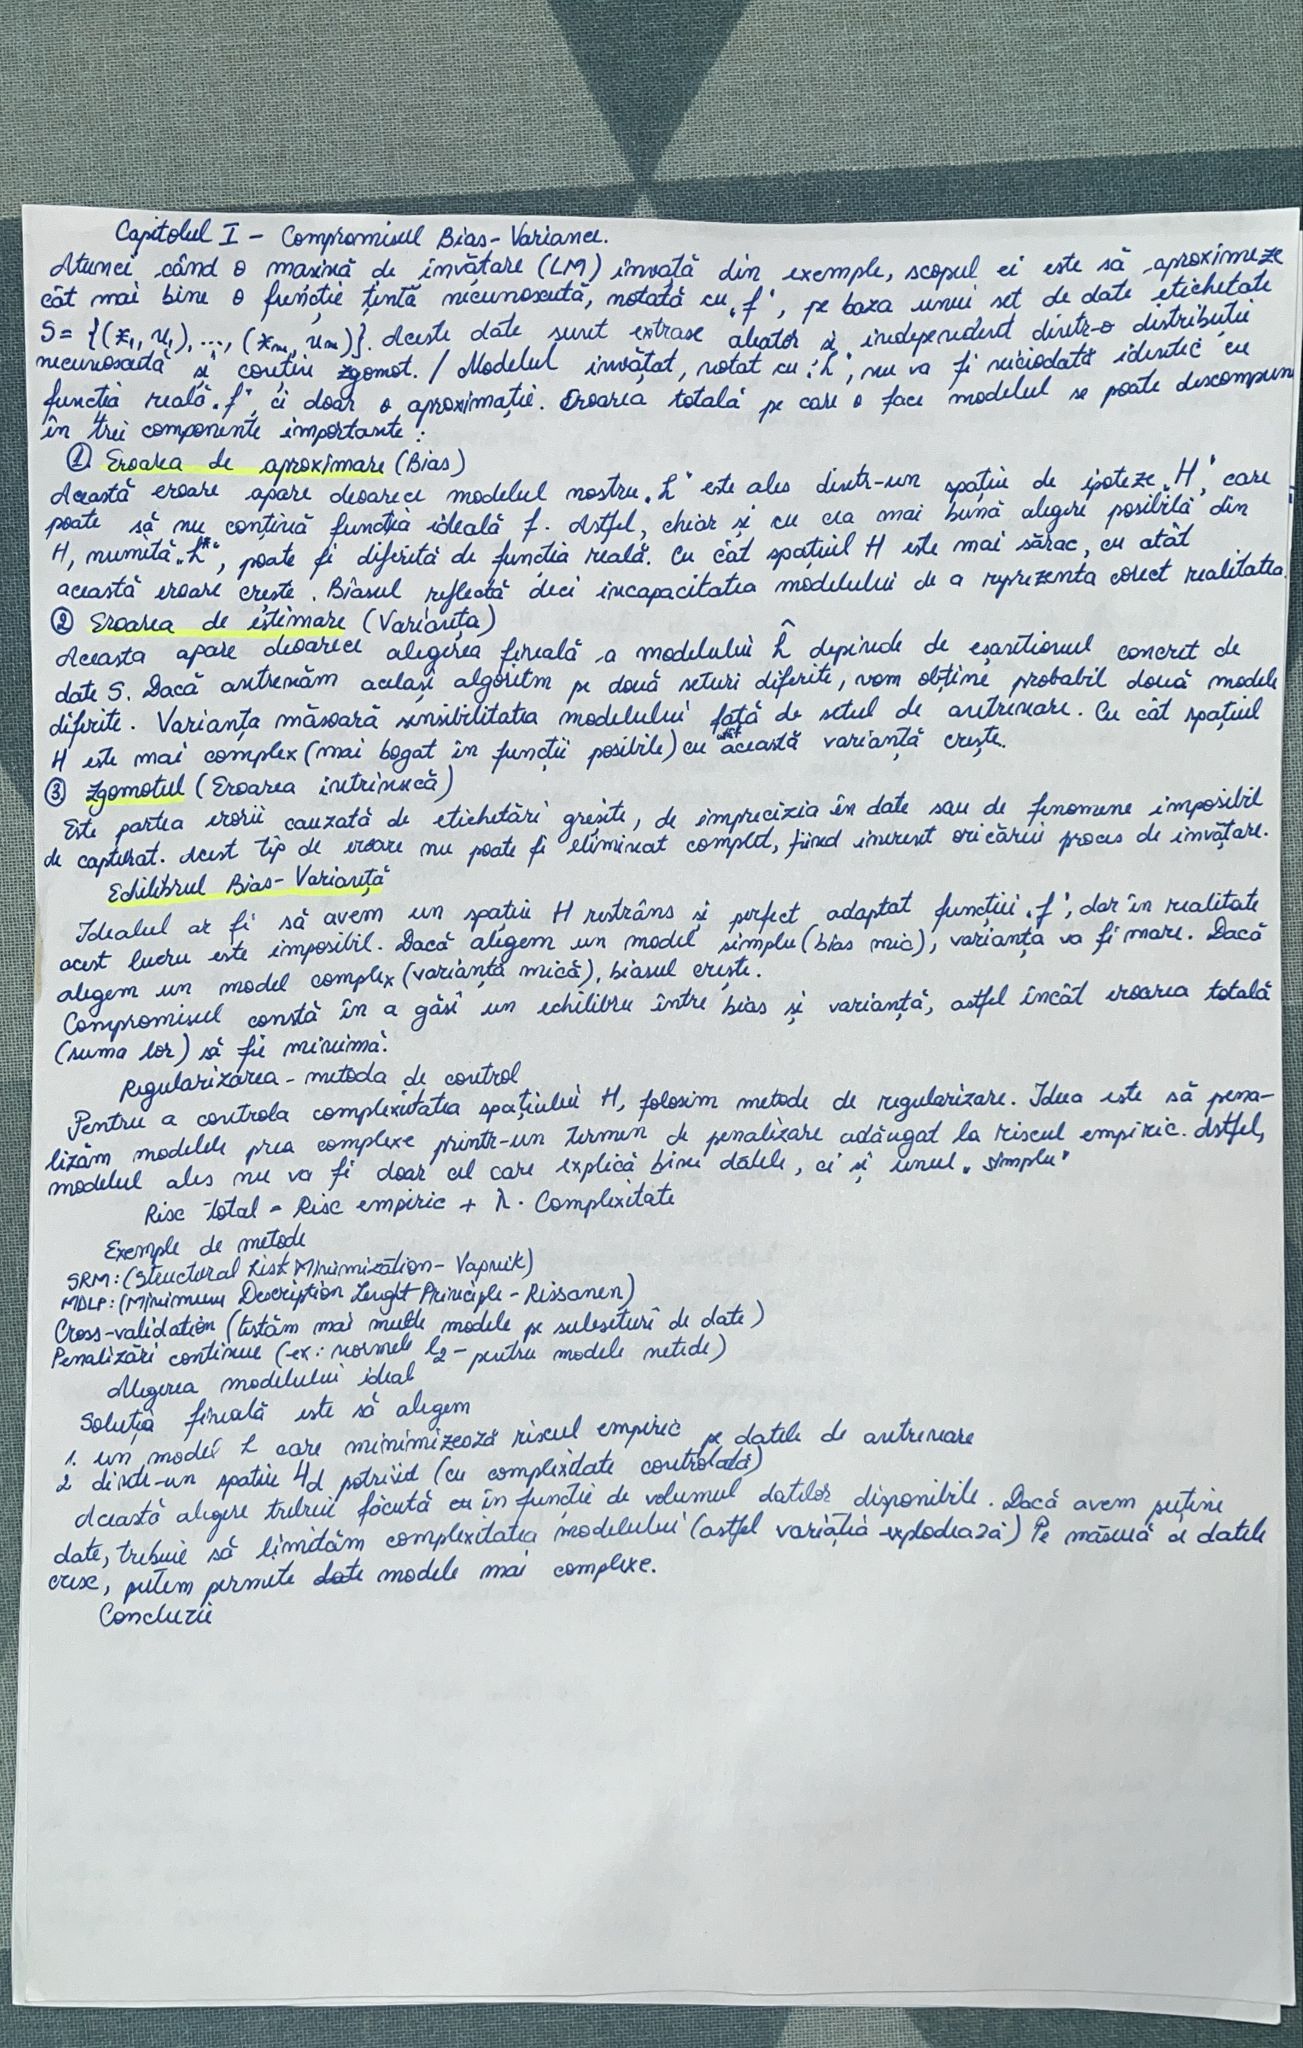 Capitolul I - Compromisul Bias-Variance.
Atunci când o maxină de învățare (LM) învață din exemple, scopul ei este să aproximeze
cât mai bine o funcție țintă necunoscută, notată cu „f", pe baza unui set de date etichetate
S = {(x₁, u₁), ..., (xₘ, uₘ)}. Aceste date sunt extrase aleator și independent dintr-o distribuție
necunoscută și conțin zgomot. / Modelul învățat, notat cu „h", nu va fi niciodată identic cu
funcția reală „f", ci doar o aproximație. Eroarea totală pe care o face modelul se poate descompune
în trei componente importante:
① Eroarea de aproximare (Bias)
Această eroare apare deoarece modelul nostru „h" este ales dintr-un spațiu de ipoteze „H", care
poate să nu conțină funcția ideală f. Astfel, chiar și cu cea mai bună alegere posibilă din
H, numită „h*", poate fi diferită de funcția reală. Cu cât spațiul H este mai sărac, cu atât
această eroare crește. Biasul reflectă deci incapacitatea modelului de a reprezenta corect realitatea.
② Eroarea de estimare (Varianța)
Aceasta apare deoarece alegerea finală a modelului ĥ depinde de eșantionul concret de
date S. Dacă antrenăm același algoritm pe două seturi diferite, vom obține probabil două modele
diferite. Varianța măsoară sensibilitatea modelului față de setul de antrenare. Cu cât spațiul
H este mai complex (mai bogat în funcții posibile) cu atât această varianță crește.
③ Zgomotul (Eroarea intrinsecă)
Este partea erorii cauzată de etichetări greșite, de imprecizia în date sau de fenomene imposibil
de capturat. Acest tip de eroare nu poate fi eliminat complet, fiind inerent oricărui proces de învățare.
Echilibrul Bias-Varianță
Idealul ar fi să avem un spațiu H restrâns și perfect adaptat funcției „f", dar în realitate
acest lucru este imposibil. Dacă alegem un model simplu (bias mic), varianța va fi mare. Dacă
alegem un model complex (varianță mică), biasul crește.
Compromisul constă în a găsi un echilibru între bias și varianță, astfel încât eroarea totală
(suma lor) să fie minimă.
Regularizarea - metoda de control
Pentru a controla complexitatea spațiului H, folosim metode de regularizare. Ideea este să pena-
lizăm modelele prea complexe printr-un termen de penalizare adăugat la riscul empiric. Astfel,
modelul ales nu va fi doar cel care explică bine datele, ci și unul „simplu"
Risc total = Risc empiric + λ · Complexitate
Exemple de metode
SRM: (Structural Risk Minimization - Vapnik)
MDLP: (Minimum Description Lenght Principle - Rissanen)
Cross-validation (testăm mai multe modele pe subseturi de date)
Penalizări continue (ex: normele l₂ - pentru modele netede)
Alegerea modelului ideal
Soluția finală este să alegem
1. un model h care minimizează riscul empiric pe datele de antrenare
2 dintr-un spațiu Hd potrivid (cu complexitate controlată)
Această alegere trebuie făcută în funcție de volumul datelor disponibile. Dacă avem puține
date, trebuie să limităm complexitatea modelului (astfel variația explodează) Pe măsură ce datele
cresc, putem permite modele mai complexe.
Concluzii